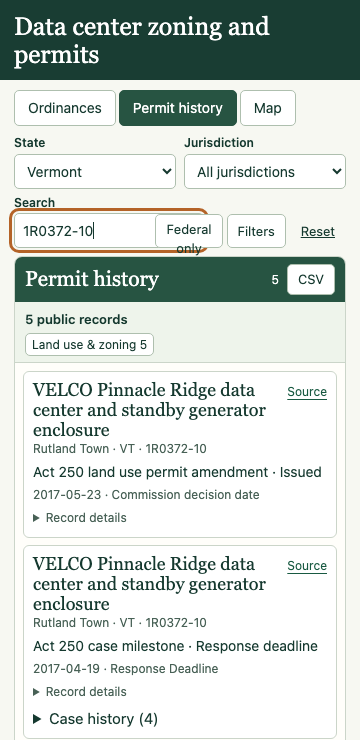 Data center zoning and
permits
Ordinances
Permit history
Map
State
Jurisdiction
Vermont
All jurisdictions
Search
1R0372-10
Federal
only
Filters
Reset
Permit history
5
CSV
5 public records
Land use & zoning 5
VELCO Pinnacle Ridge data
center and standby generator
enclosure
Source
Rutland Town · VT · 1R0372-10
Act 250 land use permit amendment · Issued
2017-05-23 · Commission decision date
Record details
VELCO Pinnacle Ridge data
center and standby generator
enclosure
Source
Rutland Town · VT · 1R0372-10
Act 250 case milestone · Response deadline
2017-04-19 · Response Deadline
Record details
Case history (4)